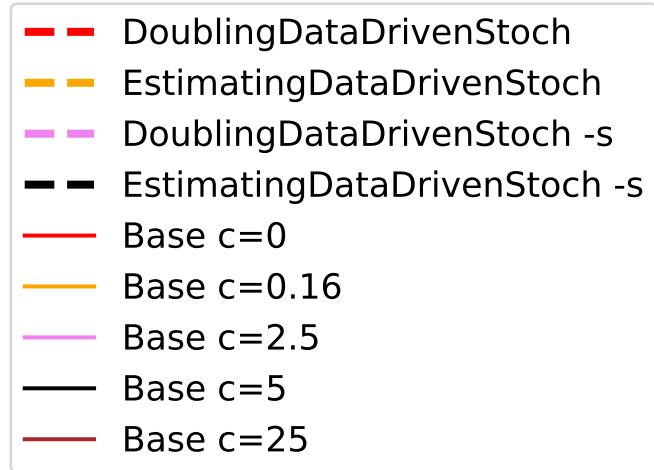 DoublingDataDrivenStoch
EstimatingDataDrivenStoch
DoublingDataDrivenStoch -s
EstimatingDataDrivenStoch -s
Base c=0
Base c=0.16
Base c=2.5
Base c=5
Base c=25